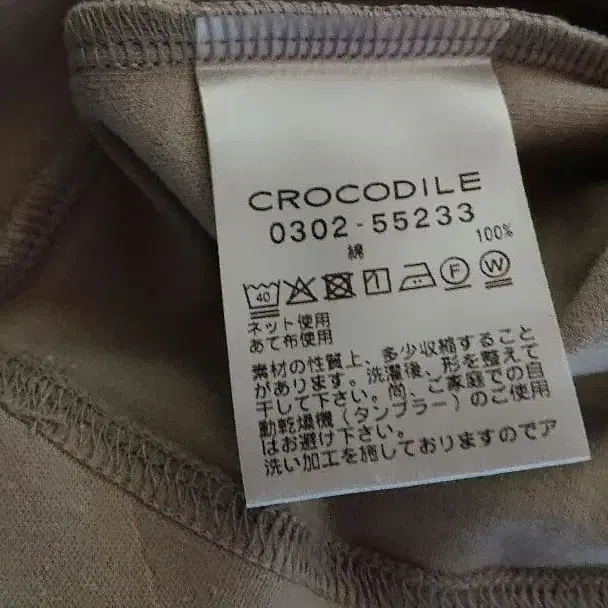 CROCODILE
0302-55233
綿 100%
40
F W
ネット使用
あて布使用
素材の性質上、多少収縮すること
があります。洗濯後、形を整えて
干して下さい。尚、ご家庭での自
動乾燥機（タンブラー）のご使用
はお避け下さい。
洗い加工を施しておりますのでア